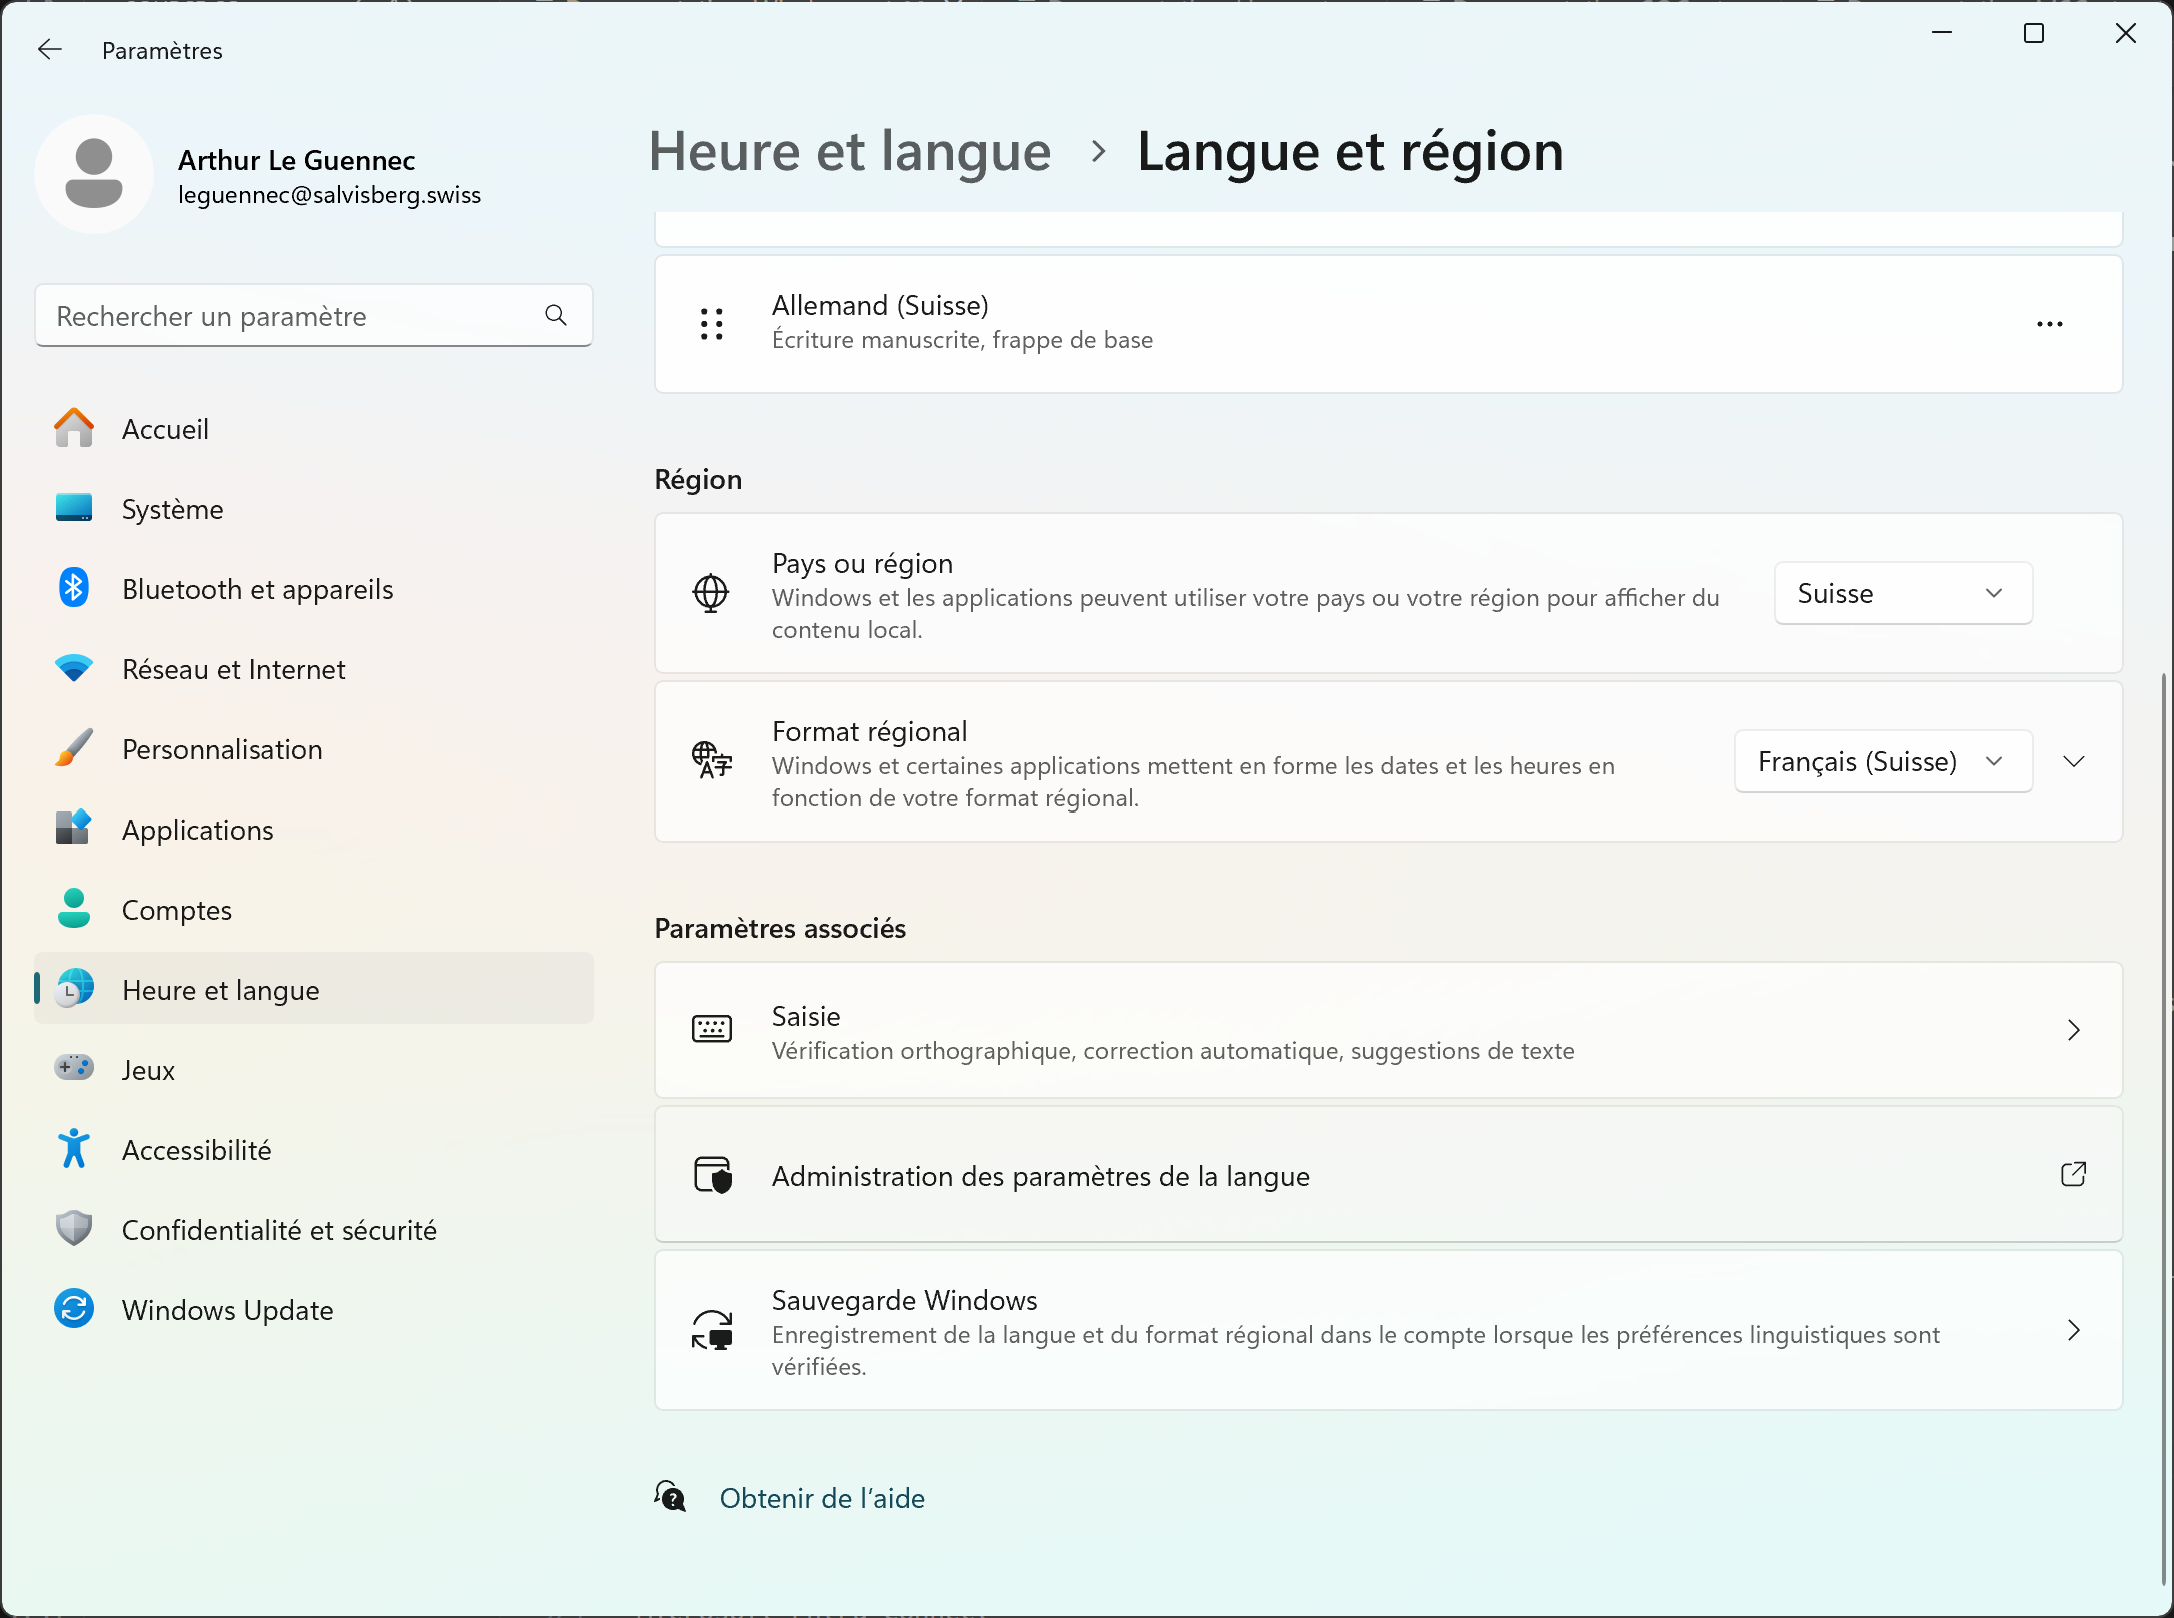 Paramètres
Arthur Le Guennec
leguennec@salvisberg.swiss
Rechercher un paramètre
Accueil
Système
Bluetooth et appareils
Réseau et Internet
Personnalisation
Applications
Comptes
Heure et langue
Jeux
Accessibilité
Confidentialité et sécurité
Windows Update
Heure et langue > Langue et région
Allemand (Suisse)
Écriture manuscrite, frappe de base
Région
Pays ou région
Windows et les applications peuvent utiliser votre pays ou votre région pour afficher du
contenu local.
Suisse
Format régional
Windows et certaines applications mettent en forme les dates et les heures en
fonction de votre format régional.
Français (Suisse)
Paramètres associés
Saisie
Vérification orthographique, correction automatique, suggestions de texte
Administration des paramètres de la langue
Sauvegarde Windows
Enregistrement de la langue et du format régional dans le compte lorsque les préférences linguistiques sont
vérifiées.
Obtenir de l’aide